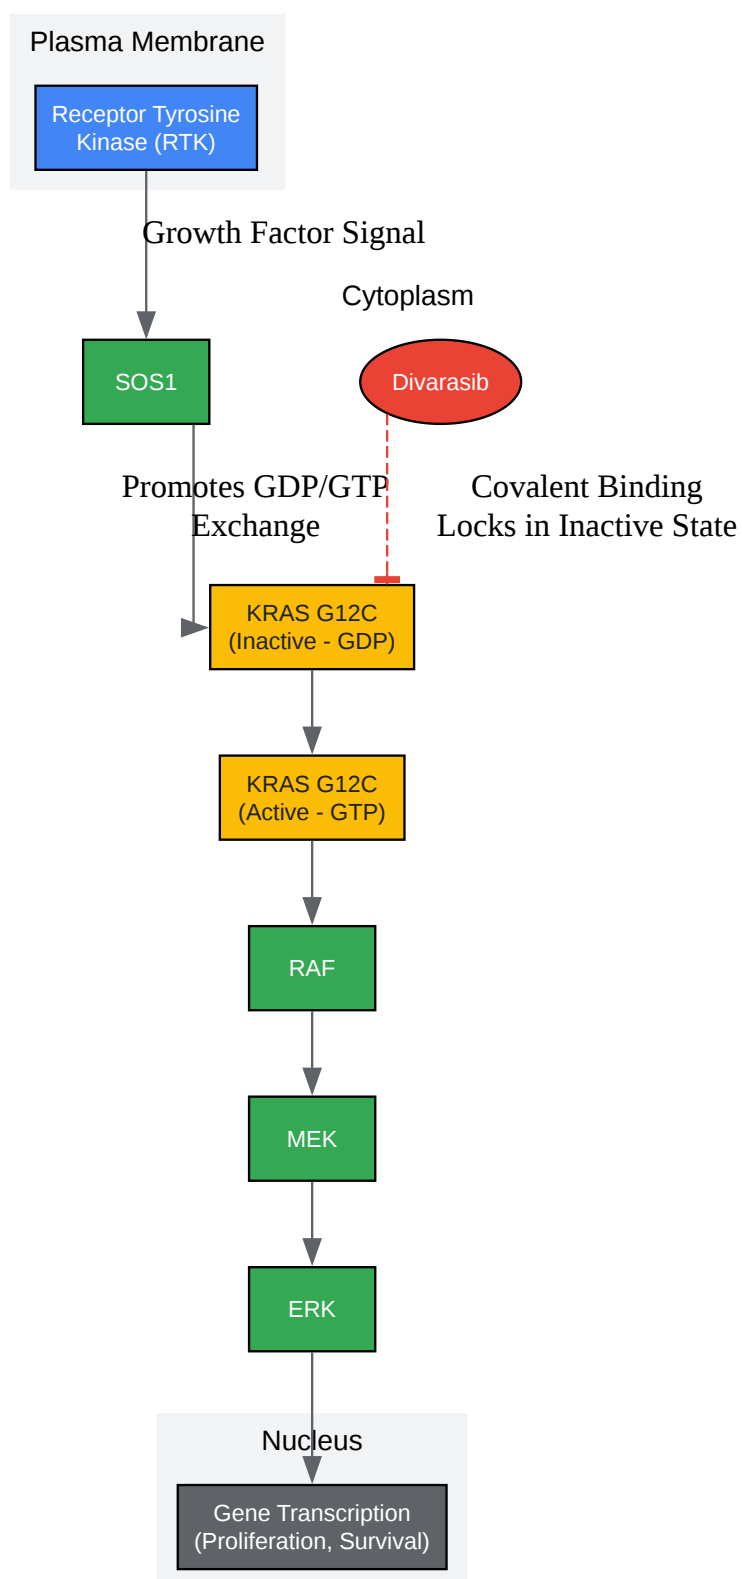 Plasma Membrane
Receptor Tyrosine
Kinase (RTK)
Growth Factor Signal
Cytoplasm
SOS1
Divarasib
Promotes GDP/GTP
Exchange
Covalent Binding
Locks in Inactive State
KRAS G12C
(Inactive - GDP)
KRAS G12C
(Active - GTP)
RAF
MEK
ERK
Nucleus
Gene Transcription
(Proliferation, Survival)